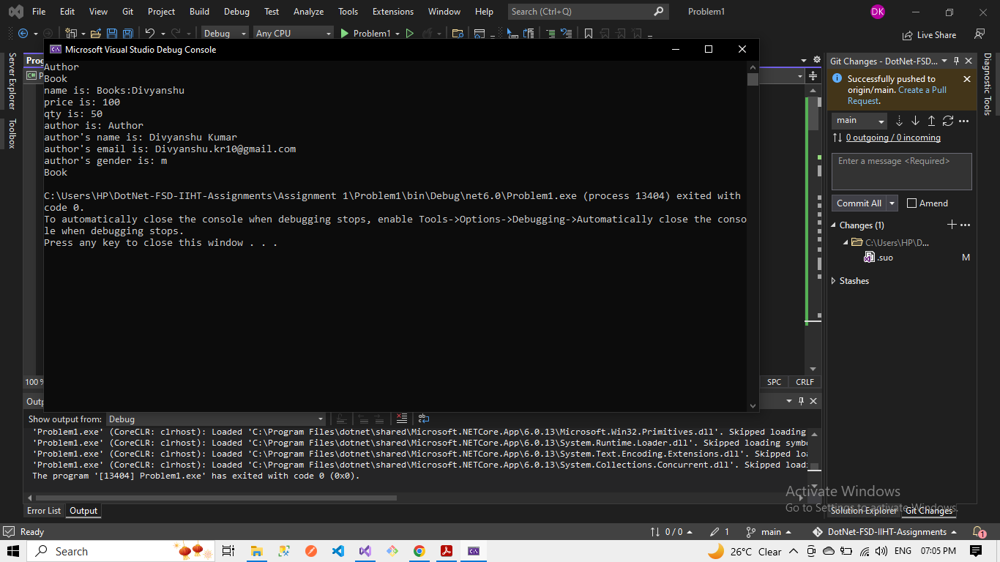 File Edit View Git Project Build Debug Test Analyze Tools Extensions Window Help Search (Ctrl+Q) Problem1 DK
Debug Any CPU Problem1 Live Share
Microsoft Visual Studio Debug Console
Author
Book
name is: Books:Divyanshu
price is: 100
qty is: 50
author is: Author
author's name is: Divyanshu Kumar
author's email is: Divyanshu.kr10@gmail.com
author's gender is: m
Book
C:\Users\HP\DotNet-FSD-IIHT-Assignments\Assignment 1\Problem1\bin\Debug\net6.0\Problem1.exe (process 13404) exited with
code 0.
To automatically close the console when debugging stops, enable Tools->Options->Debugging->Automatically close the conso
le when debugging stops.
Press any key to close this window . . .
Server Explorer
Toolbox
Prog
C# P
100 %
SPC CRLF
Outp
Show output from: Debug
'Problem1.exe' (CoreCLR: clrhost): Loaded 'C:\Program Files\dotnet\shared\Microsoft.NETCore.App\6.0.13\Microsoft.Win32.Primitives.dll'. Skipped loading
'Problem1.exe' (CoreCLR: clrhost): Loaded 'C:\Program Files\dotnet\shared\Microsoft.NETCore.App\6.0.13\System.Runtime.Loader.dll'. Skipped loading symb
'Problem1.exe' (CoreCLR: clrhost): Loaded 'C:\Program Files\dotnet\shared\Microsoft.NETCore.App\6.0.13\System.Text.Encoding.Extensions.dll'. Skipped loa
'Problem1.exe' (CoreCLR: clrhost): Loaded 'C:\Program Files\dotnet\shared\Microsoft.NETCore.App\6.0.13\System.Collections.Concurrent.dll'. Skipped loadi
The program '[13404] Problem1.exe' has exited with code 0 (0x0).
Error List Output
Git Changes - DotNet-FSD...
Successfully pushed to
origin/main. Create a Pull
Request.
main
0 outgoing / 0 incoming
Enter a message <Required>
Commit All Amend
Changes (1)
C:\Users\HP\D...
.suo M
Stashes
Diagnostic Tools
Activate Windows
Go to Settings to activate Windows.
Solution Explorer Git Changes
Ready 0 / 0 1 main DotNet-FSD-IIHT-Assignments 1
Search 26°C Clear ENG 07:05 PM